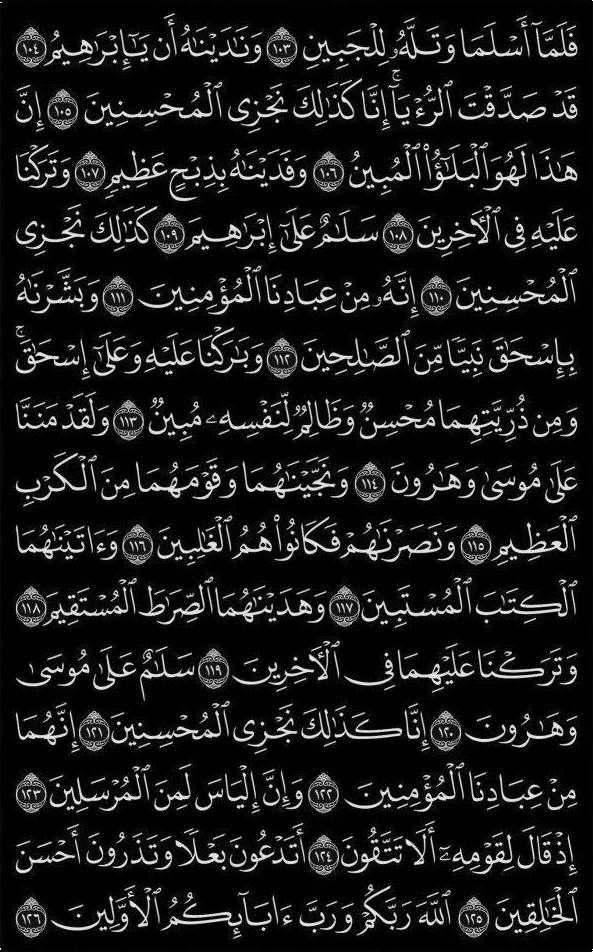 فَلَمَّآ أَسۡلَمَا وَتَلَّهُۥ لِلۡجَبِينِ ١٠٣ وَنَٰدَيۡنَٰهُ أَن يَٰٓإِبۡرَٰهِيمُ ١٠٤
قَدۡ صَدَّقۡتَ ٱلرُّءۡيَآۚ إِنَّا كَذَٰلِكَ نَجۡزِي ٱلۡمُحۡسِنِينَ ١٠٥ إِنَّ
هَٰذَا لَهُوَ ٱلۡبَلَٰٓؤُاْ ٱلۡمُبِينُ ١٠٦ وَفَدَيۡنَٰهُ بِذِبۡحٍ عَظِيمٖ ١٠٧ وَتَرَكۡنَا
عَلَيۡهِ فِي ٱلۡأٓخِرِينَ ١٠٨ سَلَٰمٌ عَلَىٰٓ إِبۡرَٰهِيمَ ١٠٩ كَذَٰلِكَ نَجۡزِي
ٱلۡمُحۡسِنِينَ ١١٠ إِنَّهُۥ مِنۡ عِبَادِنَا ٱلۡمُؤۡمِنِينَ ١١١ وَبَشَّرۡنَٰهُ
بِإِسۡحَٰقَ نَبِيّٗا مِّنَ ٱلصَّٰلِحِينَ ١١٢ وَبَٰرَكۡنَا عَلَيۡهِ وَعَلَىٰٓ إِسۡحَٰقَۚ
وَمِن ذُرِّيَّتِهِمَا مُحۡسِنٞ وَظَالِمٞ لِّنَفۡسِهِۦ مُبِينٞ ١١٣ وَلَقَدۡ مَنَنَّا
عَلَىٰ مُوسَىٰ وَهَٰرُونَ ١١٤ وَنَجَّيۡنَٰهُمَا وَقَوۡمَهُمَا مِنَ ٱلۡكَرۡبِ
ٱلۡعَظِيمِ ١١٥ وَنَصَرۡنَٰهُمۡ فَكَانُواْ هُمُ ٱلۡغَٰلِبِينَ ١١٦ وَءَاتَيۡنَٰهُمَا
ٱلۡكِتَٰبَ ٱلۡمُسۡتَبِينَ ١١٧ وَهَدَيۡنَٰهُمَا ٱلصِّرَٰطَ ٱلۡمُسۡتَقِيمَ ١١٨
وَتَرَكۡنَا عَلَيۡهِمَا فِي ٱلۡأٓخِرِينَ ١١٩ سَلَٰمٌ عَلَىٰ مُوسَىٰ
وَهَٰرُونَ ١٢٠ إِنَّا كَذَٰلِكَ نَجۡزِي ٱلۡمُحۡسِنِينَ ١٢١ إِنَّهُمَا
مِنۡ عِبَادِنَا ٱلۡمُؤۡمِنِينَ ١٢٢ وَإِنَّ إِلۡيَاسَ لَمِنَ ٱلۡمُرۡسَلِينَ ١٢٣
إِذۡ قَالَ لِقَوۡمِهِۦٓ أَلَا تَتَّقُونَ ١٢٤ أَتَدۡعُونَ بَعۡلٗا وَتَذَرُونَ أَحۡسَنَ
ٱلۡخَٰلِقِينَ ١٢٥ ٱللَّهَ رَبَّكُمۡ وَرَبَّ ءَابَآئِكُمُ ٱلۡأَوَّلِينَ ١٢٦